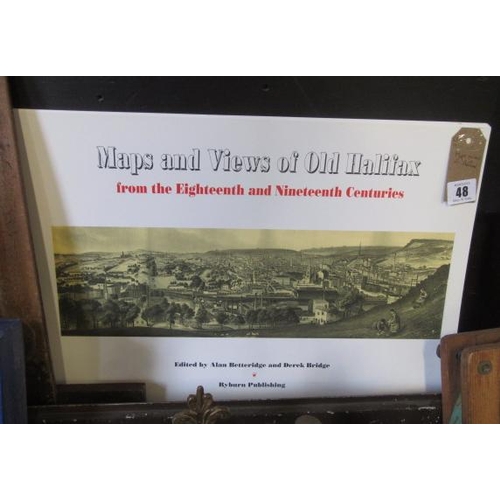 Maps and Views of Old Halifax
from the Eighteenth and Nineteenth Centuries
Edited by Alan Betteridge and Derek Bridge
Ryburn Publishing
48